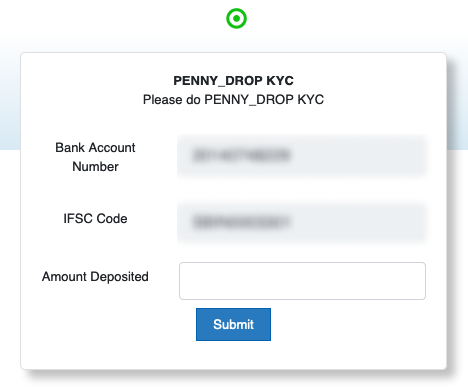 PENNY_DROP KYC
Please do PENNY_DROP KYC
Bank Account
Number
IFSC Code
Amount Deposited
Submit